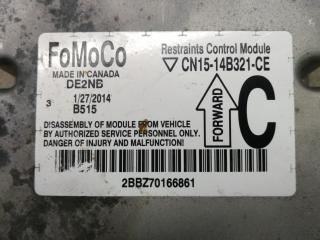 FoMoCo
MADE IN CANADA
DE2NB
3 1/27/2014
B515
Restraints Control Module
CN15-14B321-CE
FORWARD
C
DISASSEMBLY OF MODULE FROM VEHICLE
BY AUTHORIZED SERVICE PERSONNEL ONLY.
DANGER OF INJURY AND MALFUNCTION!
2BBZ70166861